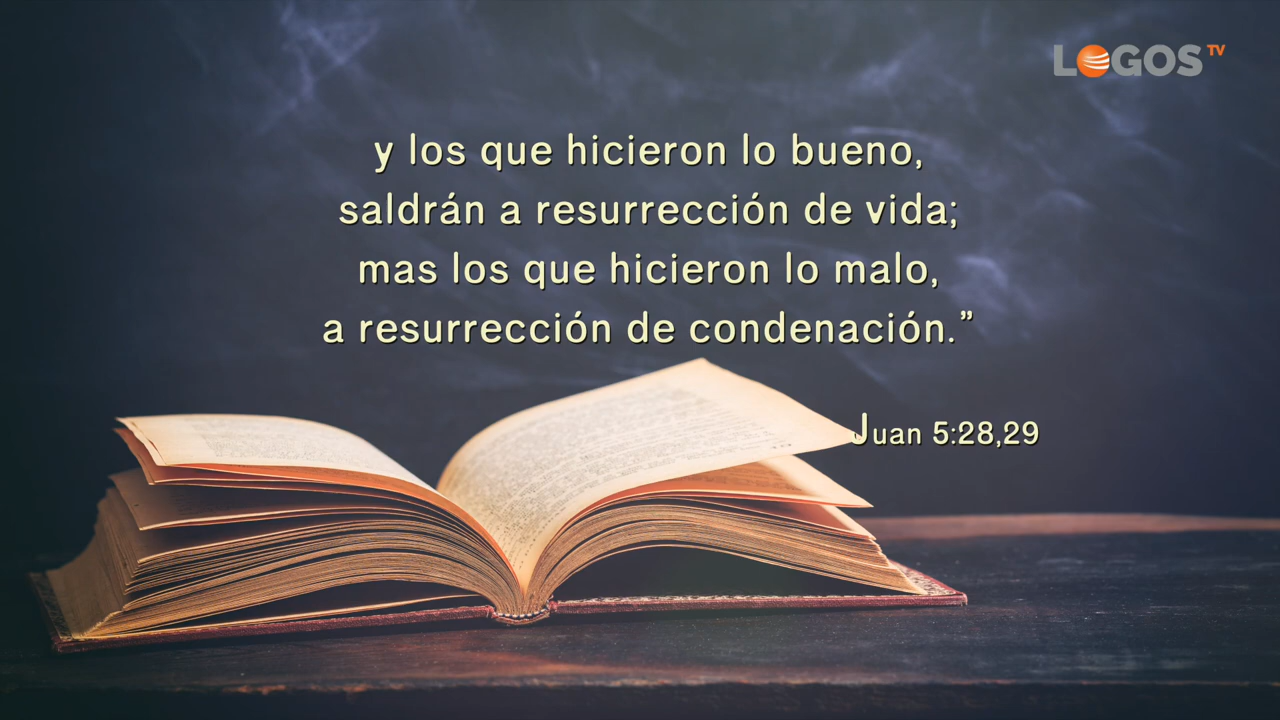 LOGOS TV
y los que hicieron lo bueno,
saldrán a resurrección de vida;
mas los que hicieron lo malo,
a resurrección de condenación.”
Juan 5:28,29